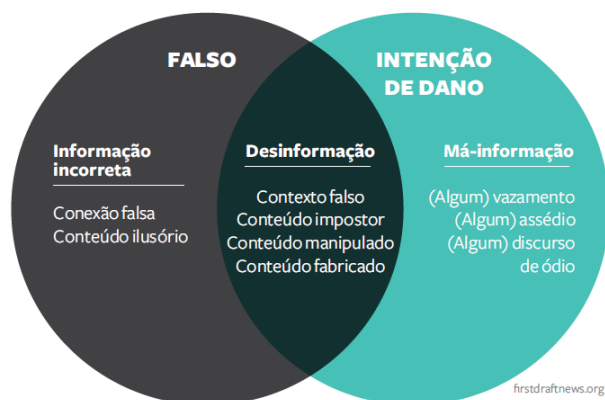 FALSO
INTENÇÃO
DE DANO
Informação
incorreta
Conexão falsa
Conteúdo ilusório
Desinformação
Contexto falso
Conteúdo impostor
Conteúdo manipulado
Conteúdo fabricado
Má-informação
(Algum) vazamento
(Algum) assédio
(Algum) discurso
de ódio
firstdraftnews.org